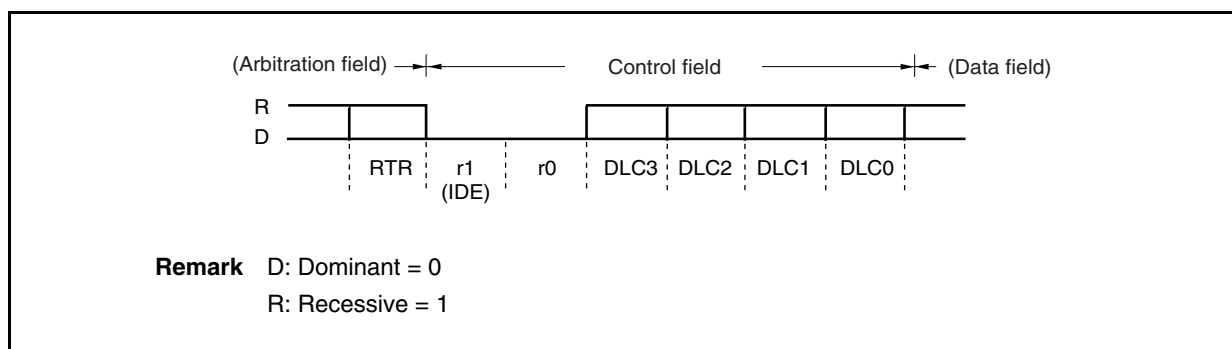 (Arbitration field) Control field (Data field)
R
D
RTR r1 r0 DLC3 DLC2 DLC1 DLC0
(IDE)
Remark D: Dominant = 0
R: Recessive = 1